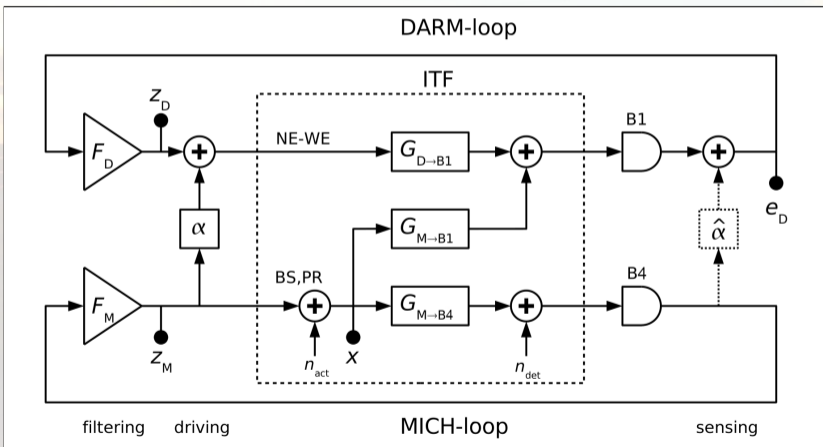 DARM-loop
ITF
z_D
NE-WE
B1
F_D
+
G_D→B1
+
+
e_D
α
G_M→B1
α̂
BS,PR
B4
F_M
+
G_M→B4
+
z_M
n_act
x
n_det
filtering
driving
MICH-loop
sensing